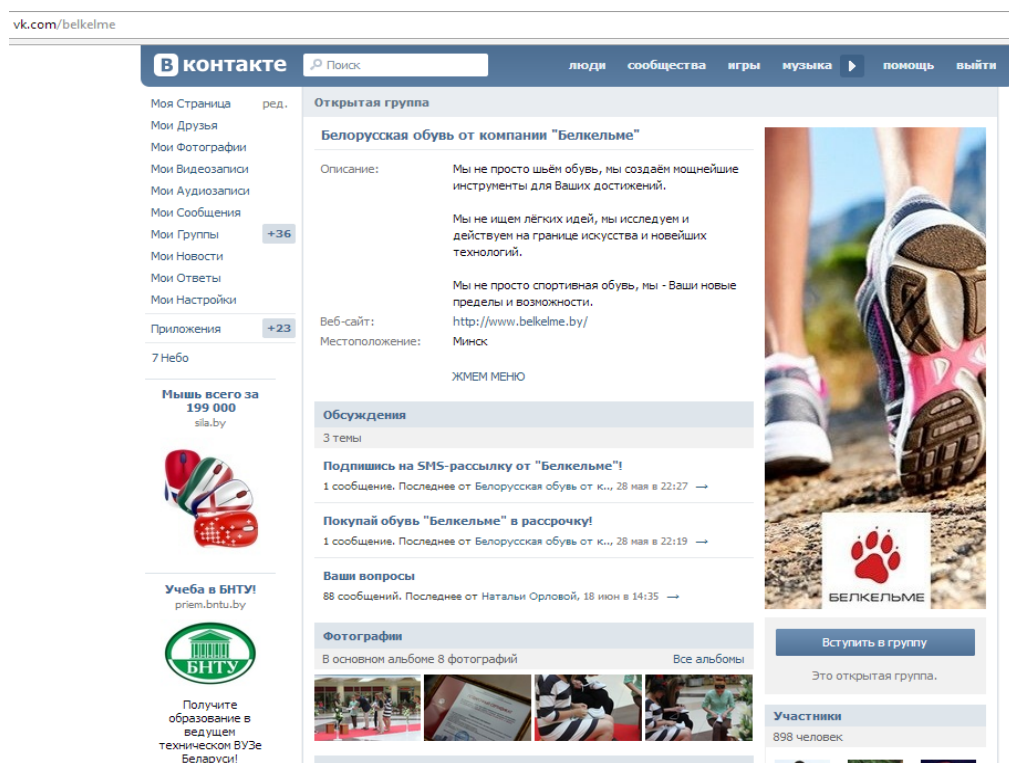 vk.com/belkelme
В контакте
Поиск
люди сообщества игры музыка помощь выйти
Моя Страница ред.
Мои Друзья
Мои Фотографии
Мои Видеозаписи
Мои Аудиозаписи
Мои Сообщения
Мои Группы +36
Мои Новости
Мои Ответы
Мои Настройки
Приложения +23
7 Небо
Мышь всего за
199 000
sila.by
Учеба в БНТУ!
priem.bntu.by
БНТУ
Получите
образование в
ведущем
техническом ВУЗе
Беларуси!
Открытая группа
Белорусская обувь от компании "Белкельме"
Описание: Мы не просто шьём обувь, мы создаём мощнейшие
инструменты для Ваших достижений.
Мы не ищем лёгких идей, мы исследуем и
действуем на границе искусства и новейших
технологий.
Мы не просто спортивная обувь, мы - Ваши новые
пределы и возможности.
Веб-сайт: http://www.belkelme.by/
Местоположение: Минск
ЖМЕМ МЕНЮ
Обсуждения
3 темы
Подпишись на SMS-рассылку от "Белкельме"!
1 сообщение. Последнее от Белорусская обувь от к.., 28 мая в 22:27 →
Покупай обувь "Белкельме" в рассрочку!
1 сообщение. Последнее от Белорусская обувь от к.., 28 мая в 22:19 →
Ваши вопросы
88 сообщений. Последнее от Натальи Орловой, 18 июн в 14:35 →
Фотографии
В основном альбоме 8 фотографий Все альбомы
БЕЛКЕЛЬМЕ
Вступить в группу
Это открытая группа.
Участники
898 человек